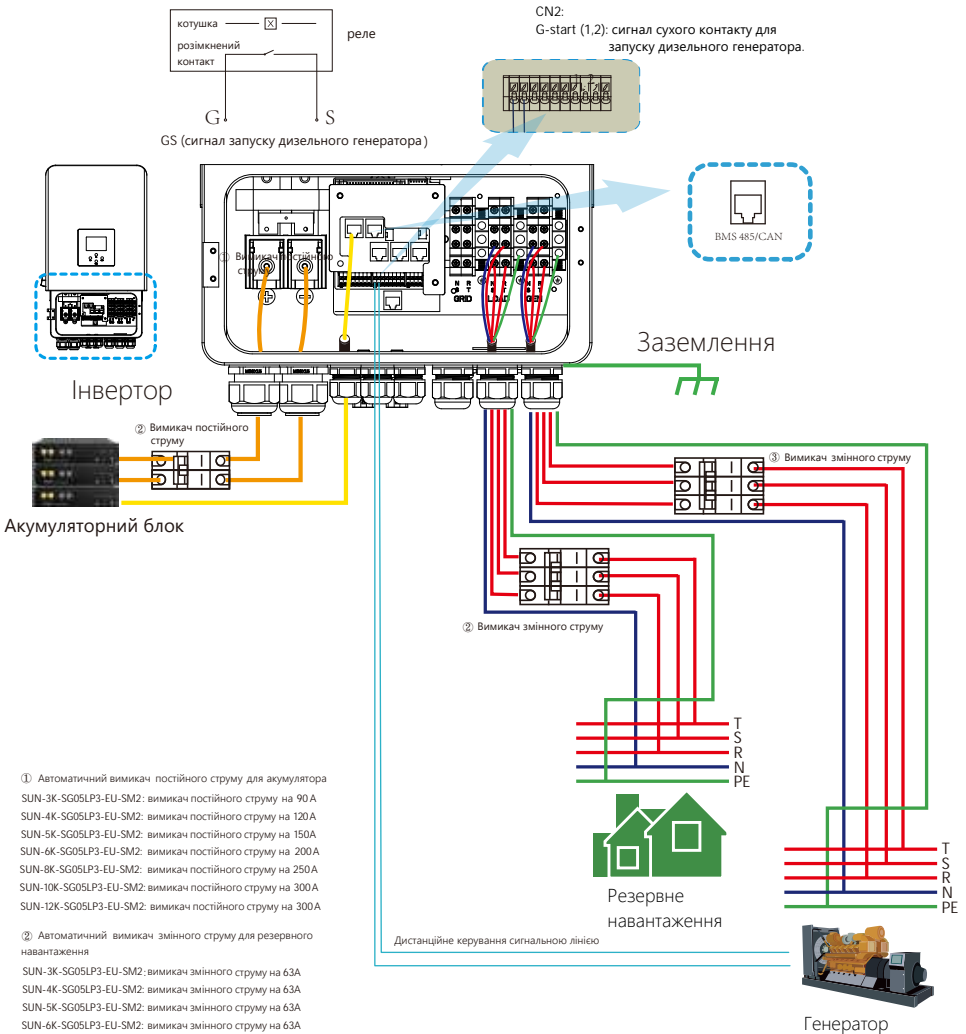 котушка
розімкнений
контакт
реле
G
S
GS (сигнал запуску дизельного генератора)
CN2:
G-start (1,2): сигнал сухого контакту для
запуску дизельного генератора.
1 2
BMS 485/CAN
① Вимикач постійного
струму
N R N R N R
S T S T S T
GRID LOAD GEN
Заземлення
Інвертор
② Вимикач постійного
струму
Акумуляторний блок
③ Вимикач змінного струму
② Вимикач змінного струму
T
S
R
N
PE
① Автоматичний вимикач постійного струму для акумулятора
SUN-3K-SG05LP3-EU-SM2: вимикач постійного струму на 90 A
SUN-4K-SG05LP3-EU-SM2: вимикач постійного струму на 120 A
SUN-5K-SG05LP3-EU-SM2: вимикач постійного струму на 150A
SUN-6K-SG05LP3-EU-SM2: вимикач постійного струму на 200 A
SUN-8K-SG05LP3-EU-SM2: вимикач постійного струму на 250 A
SUN-10K-SG05LP3-EU-SM2: вимикач постійного струму на 300 A
SUN-12K-SG05LP3-EU-SM2: вимикач постійного струму на 300 A
② Автоматичний вимикач змінного струму для резервного
навантаження
SUN-3K-SG05LP3-EU-SM2: вимикач змінного струму на 63A
SUN-4K-SG05LP3-EU-SM2: вимикач змінного струму на 63A
SUN-5K-SG05LP3-EU-SM2: вимикач змінного струму на 63A
SUN-6K-SG05LP3-EU-SM2: вимикач змінного струму на 63A
Резервне
навантаження
T
S
R
N
PE
Дистанційне керування сигнальною лінією
Генератор